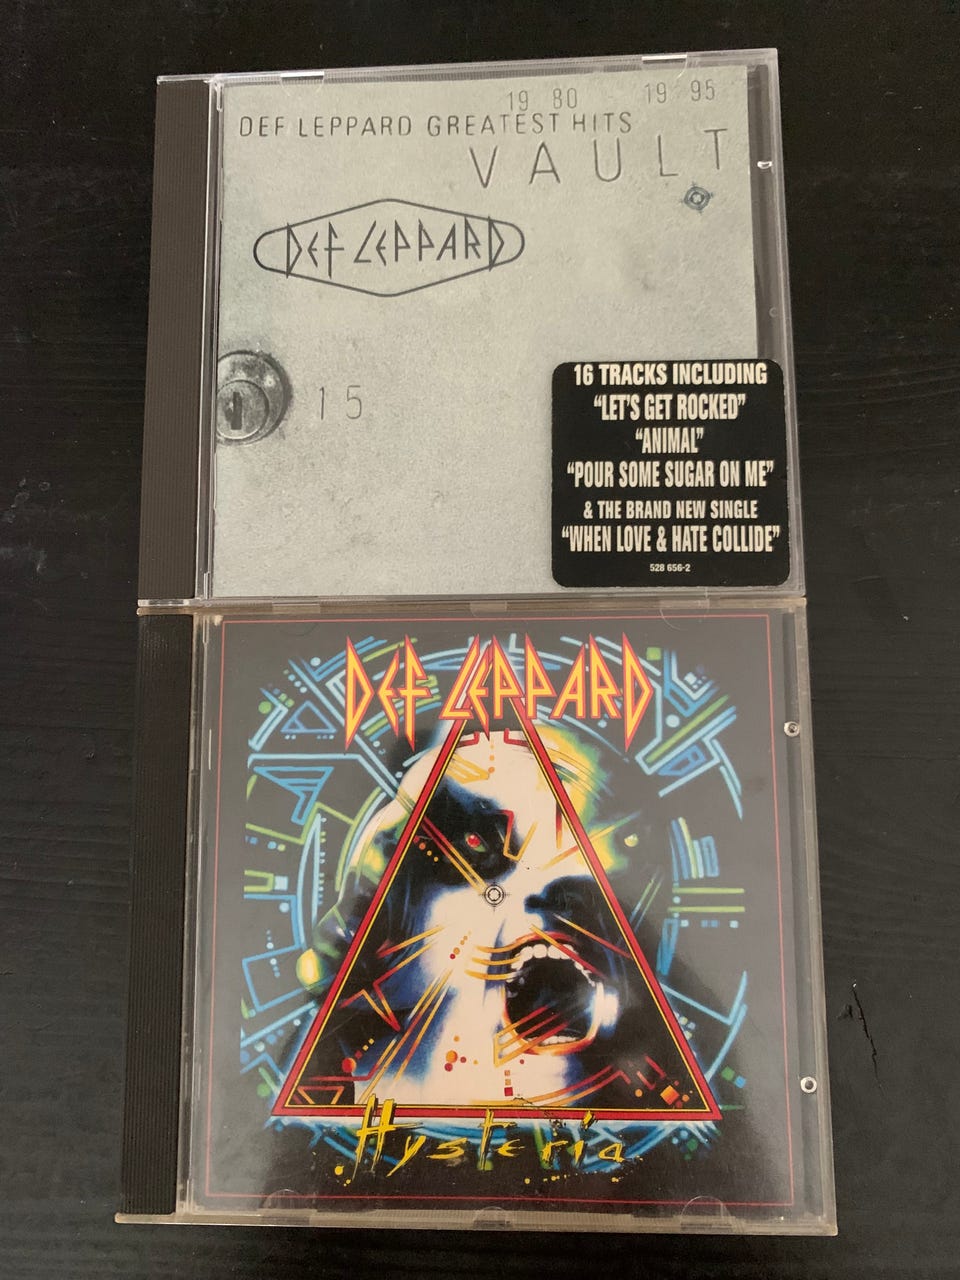 19 80 - 19 95
DEF LEPPARD GREATEST HITS
VAULT
DEF LEPPARD
15
16 TRACKS INCLUDING
"LET'S GET ROCKED"
"ANIMAL"
"POUR SOME SUGAR ON ME"
& THE BRAND NEW SINGLE
"WHEN LOVE & HATE COLLIDE"
528 656-2
DEF LEPPARD
Hysteria